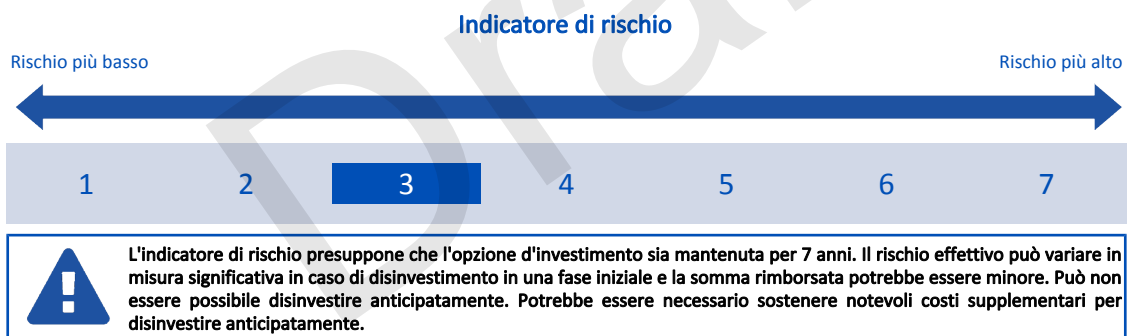 Indicatore di rischio
Rischio più basso
Rischio più alto
1 2 3 4 5 6 7
L'indicatore di rischio presuppone che l'opzione d'investimento sia mantenuta per 7 anni. Il rischio effettivo può variare in
misura significativa in caso di disinvestimento in una fase iniziale e la somma rimborsata potrebbe essere minore. Può non
essere possibile disinvestire anticipatamente. Potrebbe essere necessario sostenere notevoli costi supplementari per
disinvestire anticipatamente.